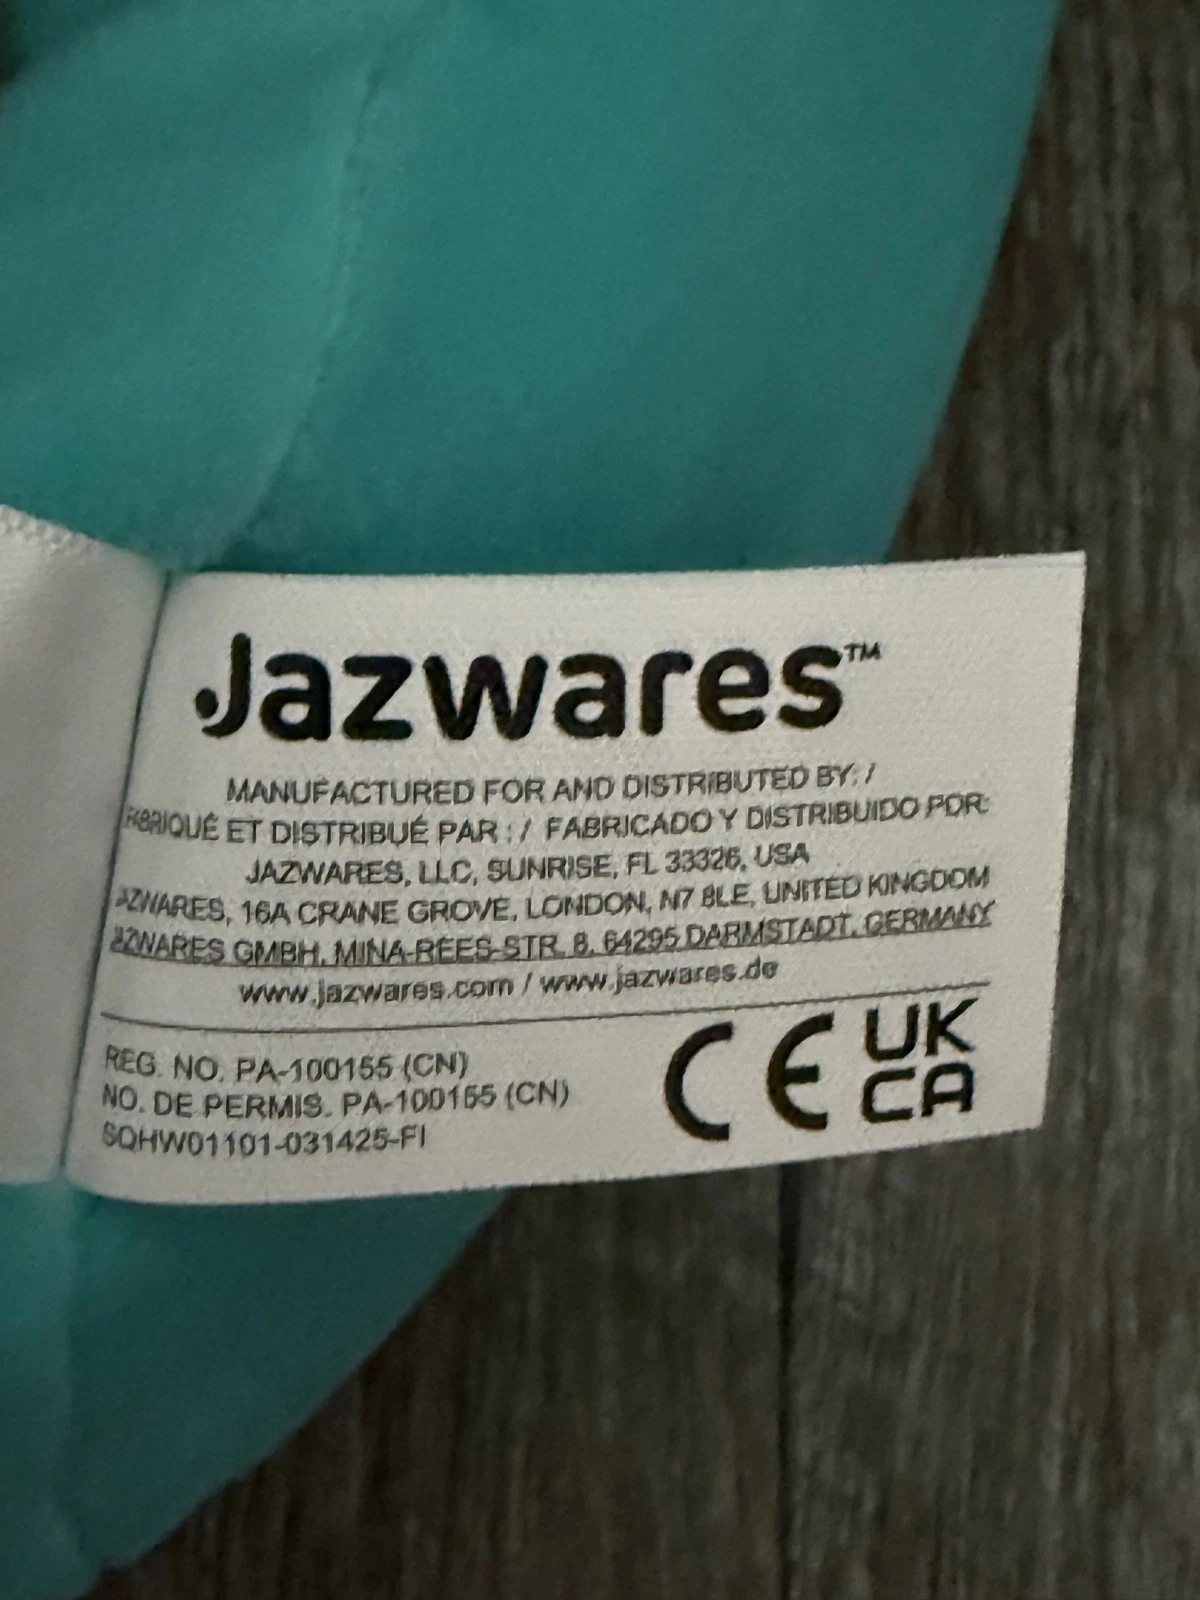 Jazwares™
MANUFACTURED FOR AND DISTRIBUTED BY: /
FABRIQUÉ ET DISTRIBUÉ PAR : / FABRICADO Y DISTRIBUIDO POR:
JAZWARES, LLC, SUNRISE, FL 33326, USA
AZWARES, 16A CRANE GROVE, LONDON, N7 8LE, UNITED KINGDOM
AZWARES GMBH, MINA-REES-STR. 8, 64295 DARMSTADT, GERMANY
www.jazwares.com / www.jazwares.de
REG. NO. PA-100155 (CN)
NO. DE PERMIS. PA-100155 (CN)
SQHW01101-031425-FI
CE UK
CA